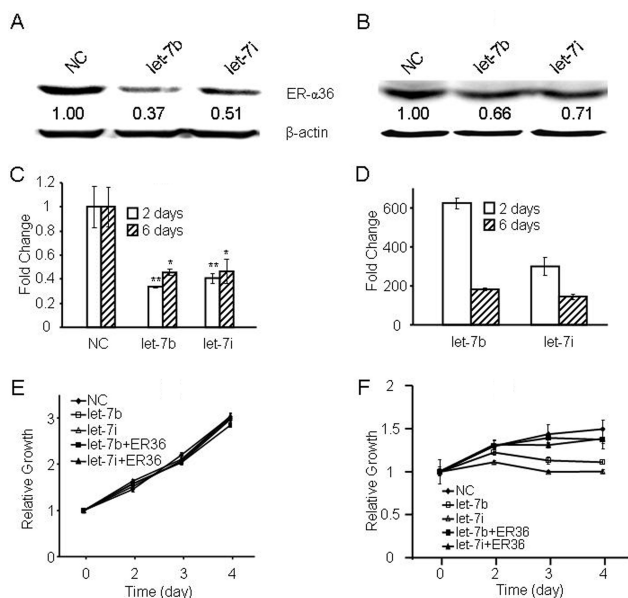 A
B
NC
let-7b
let-7i
NC
let-7b
let-7i
ER-α36
1.00 0.37 0.51
1.00 0.66 0.71
β-actin
C
1.2
1
0.8
0.6
0.4
0.2
0
Fold Change
2 days
6 days
**
*
**
*
NC let-7b let-7i
D
600
400
200
0
Fold Change
2 days
6 days
let-7b let-7i
E
3
2
1
0
Relative Growth
NC
let-7b
let-7i
let-7b+ER36
let-7i+ER36
0 2 3 4
Time (day)
F
2
1.5
1
0.5
0
Relative Growth
NC
let-7b
let-7i
let-7b+ER36
let-7i+ER36
0 2 3 4
Time (day)